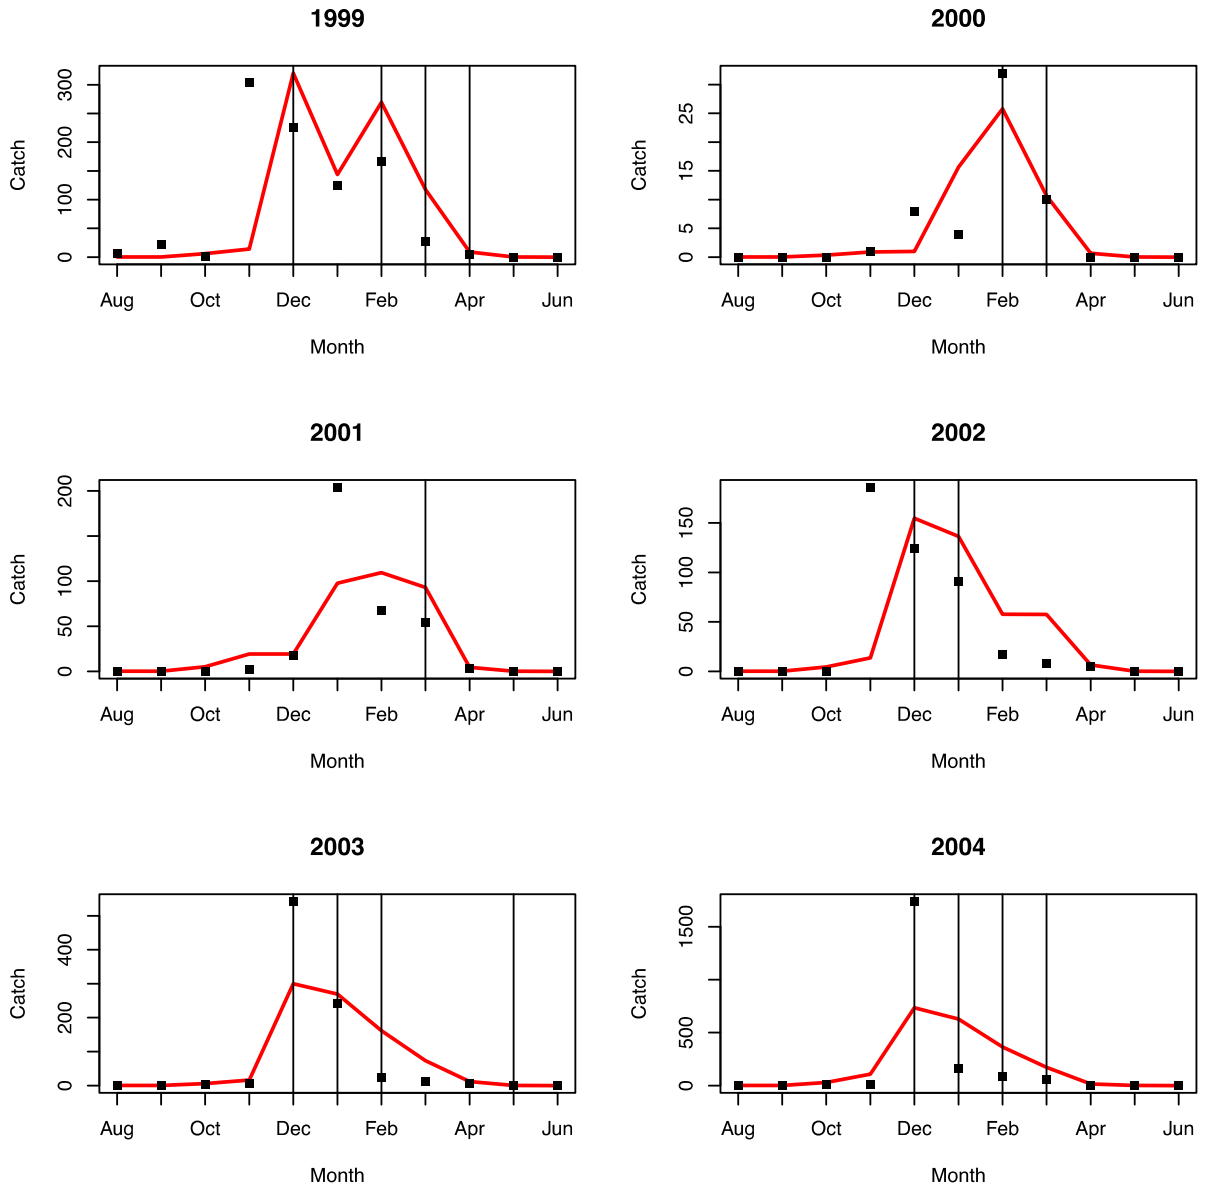 1999
Catch
0 100 200 300
Aug Oct Dec Feb Apr Jun
Month
2000
Catch
0 5 15 25
Aug Oct Dec Feb Apr Jun
Month
2001
Catch
0 50 100 200
Aug Oct Dec Feb Apr Jun
Month
2002
Catch
0 50 100 150
Aug Oct Dec Feb Apr Jun
Month
2003
Catch
0 200 400
Aug Oct Dec Feb Apr Jun
Month
2004
Catch
0 500 1500
Aug Oct Dec Feb Apr Jun
Month